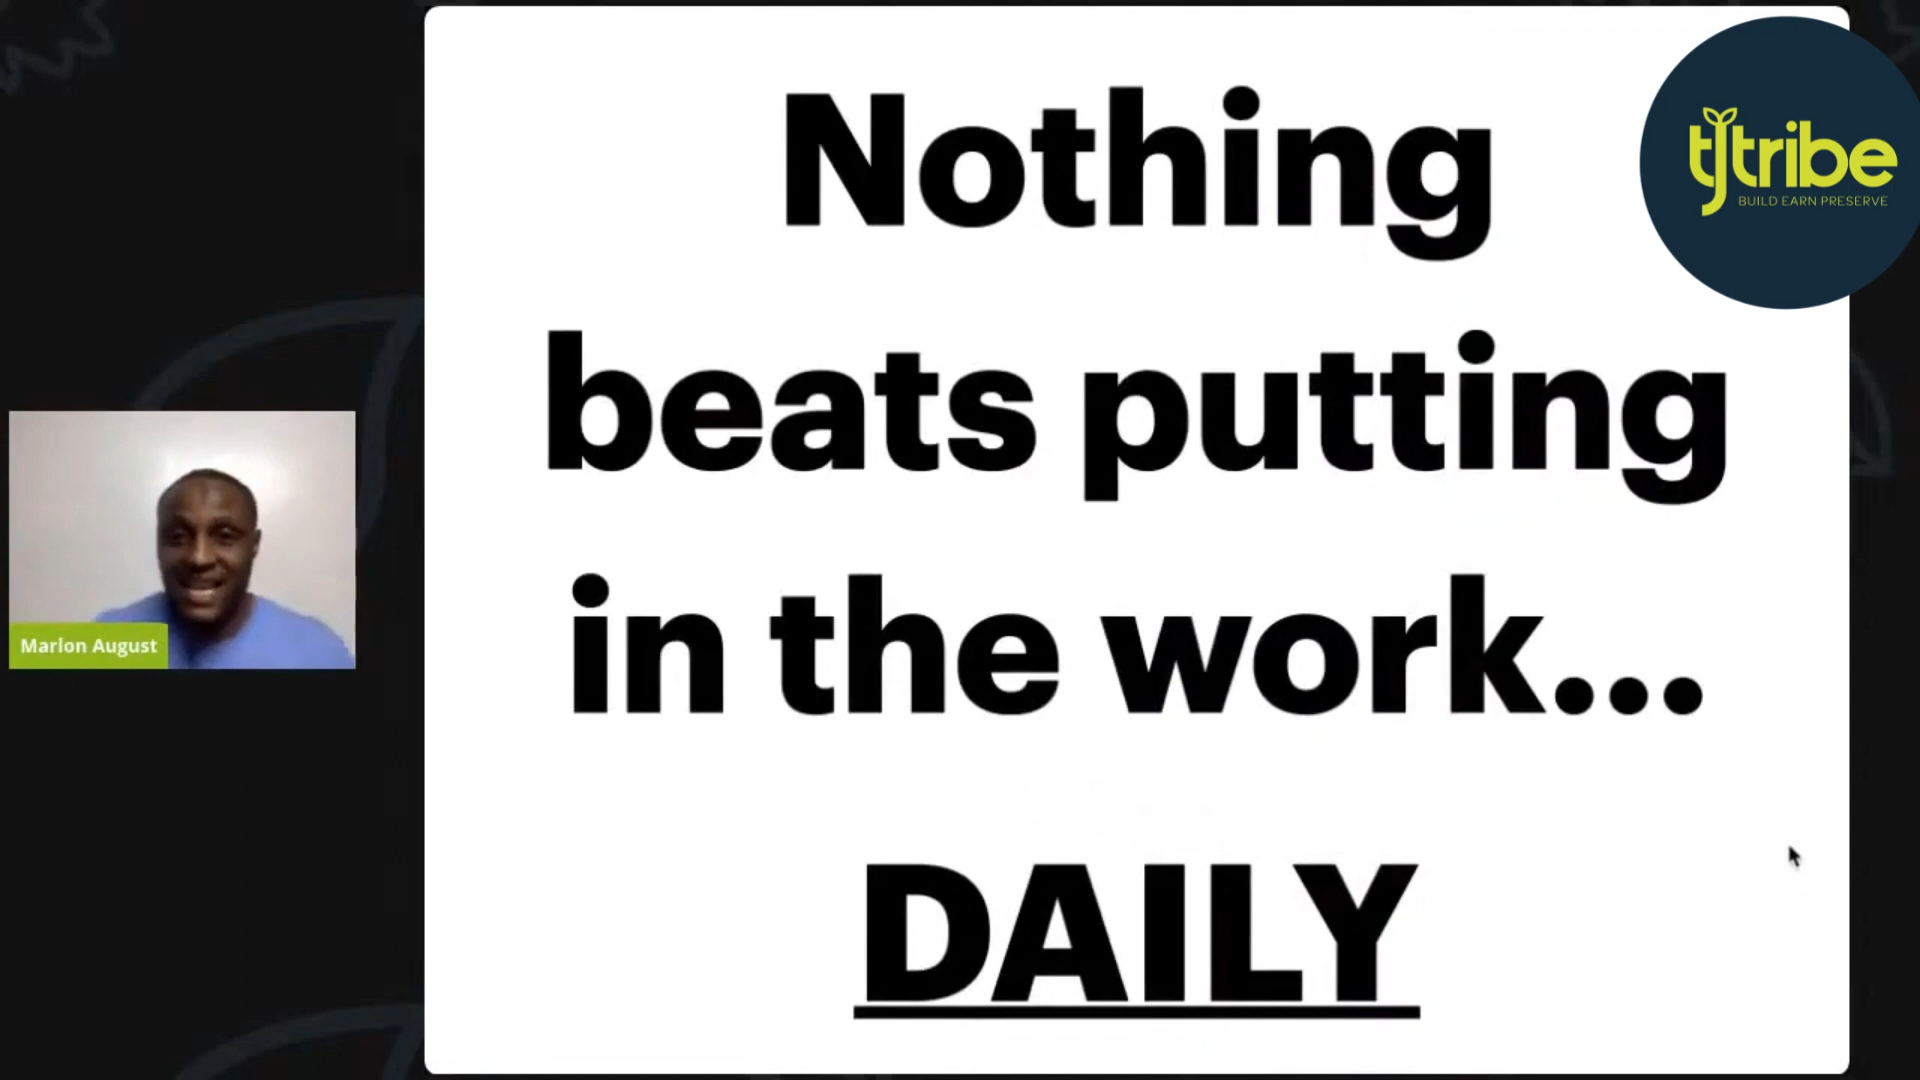 Nothing
beats putting
in the work...
DAILY
tjtribe
BUILD EARN PRESERVE
Marlon August